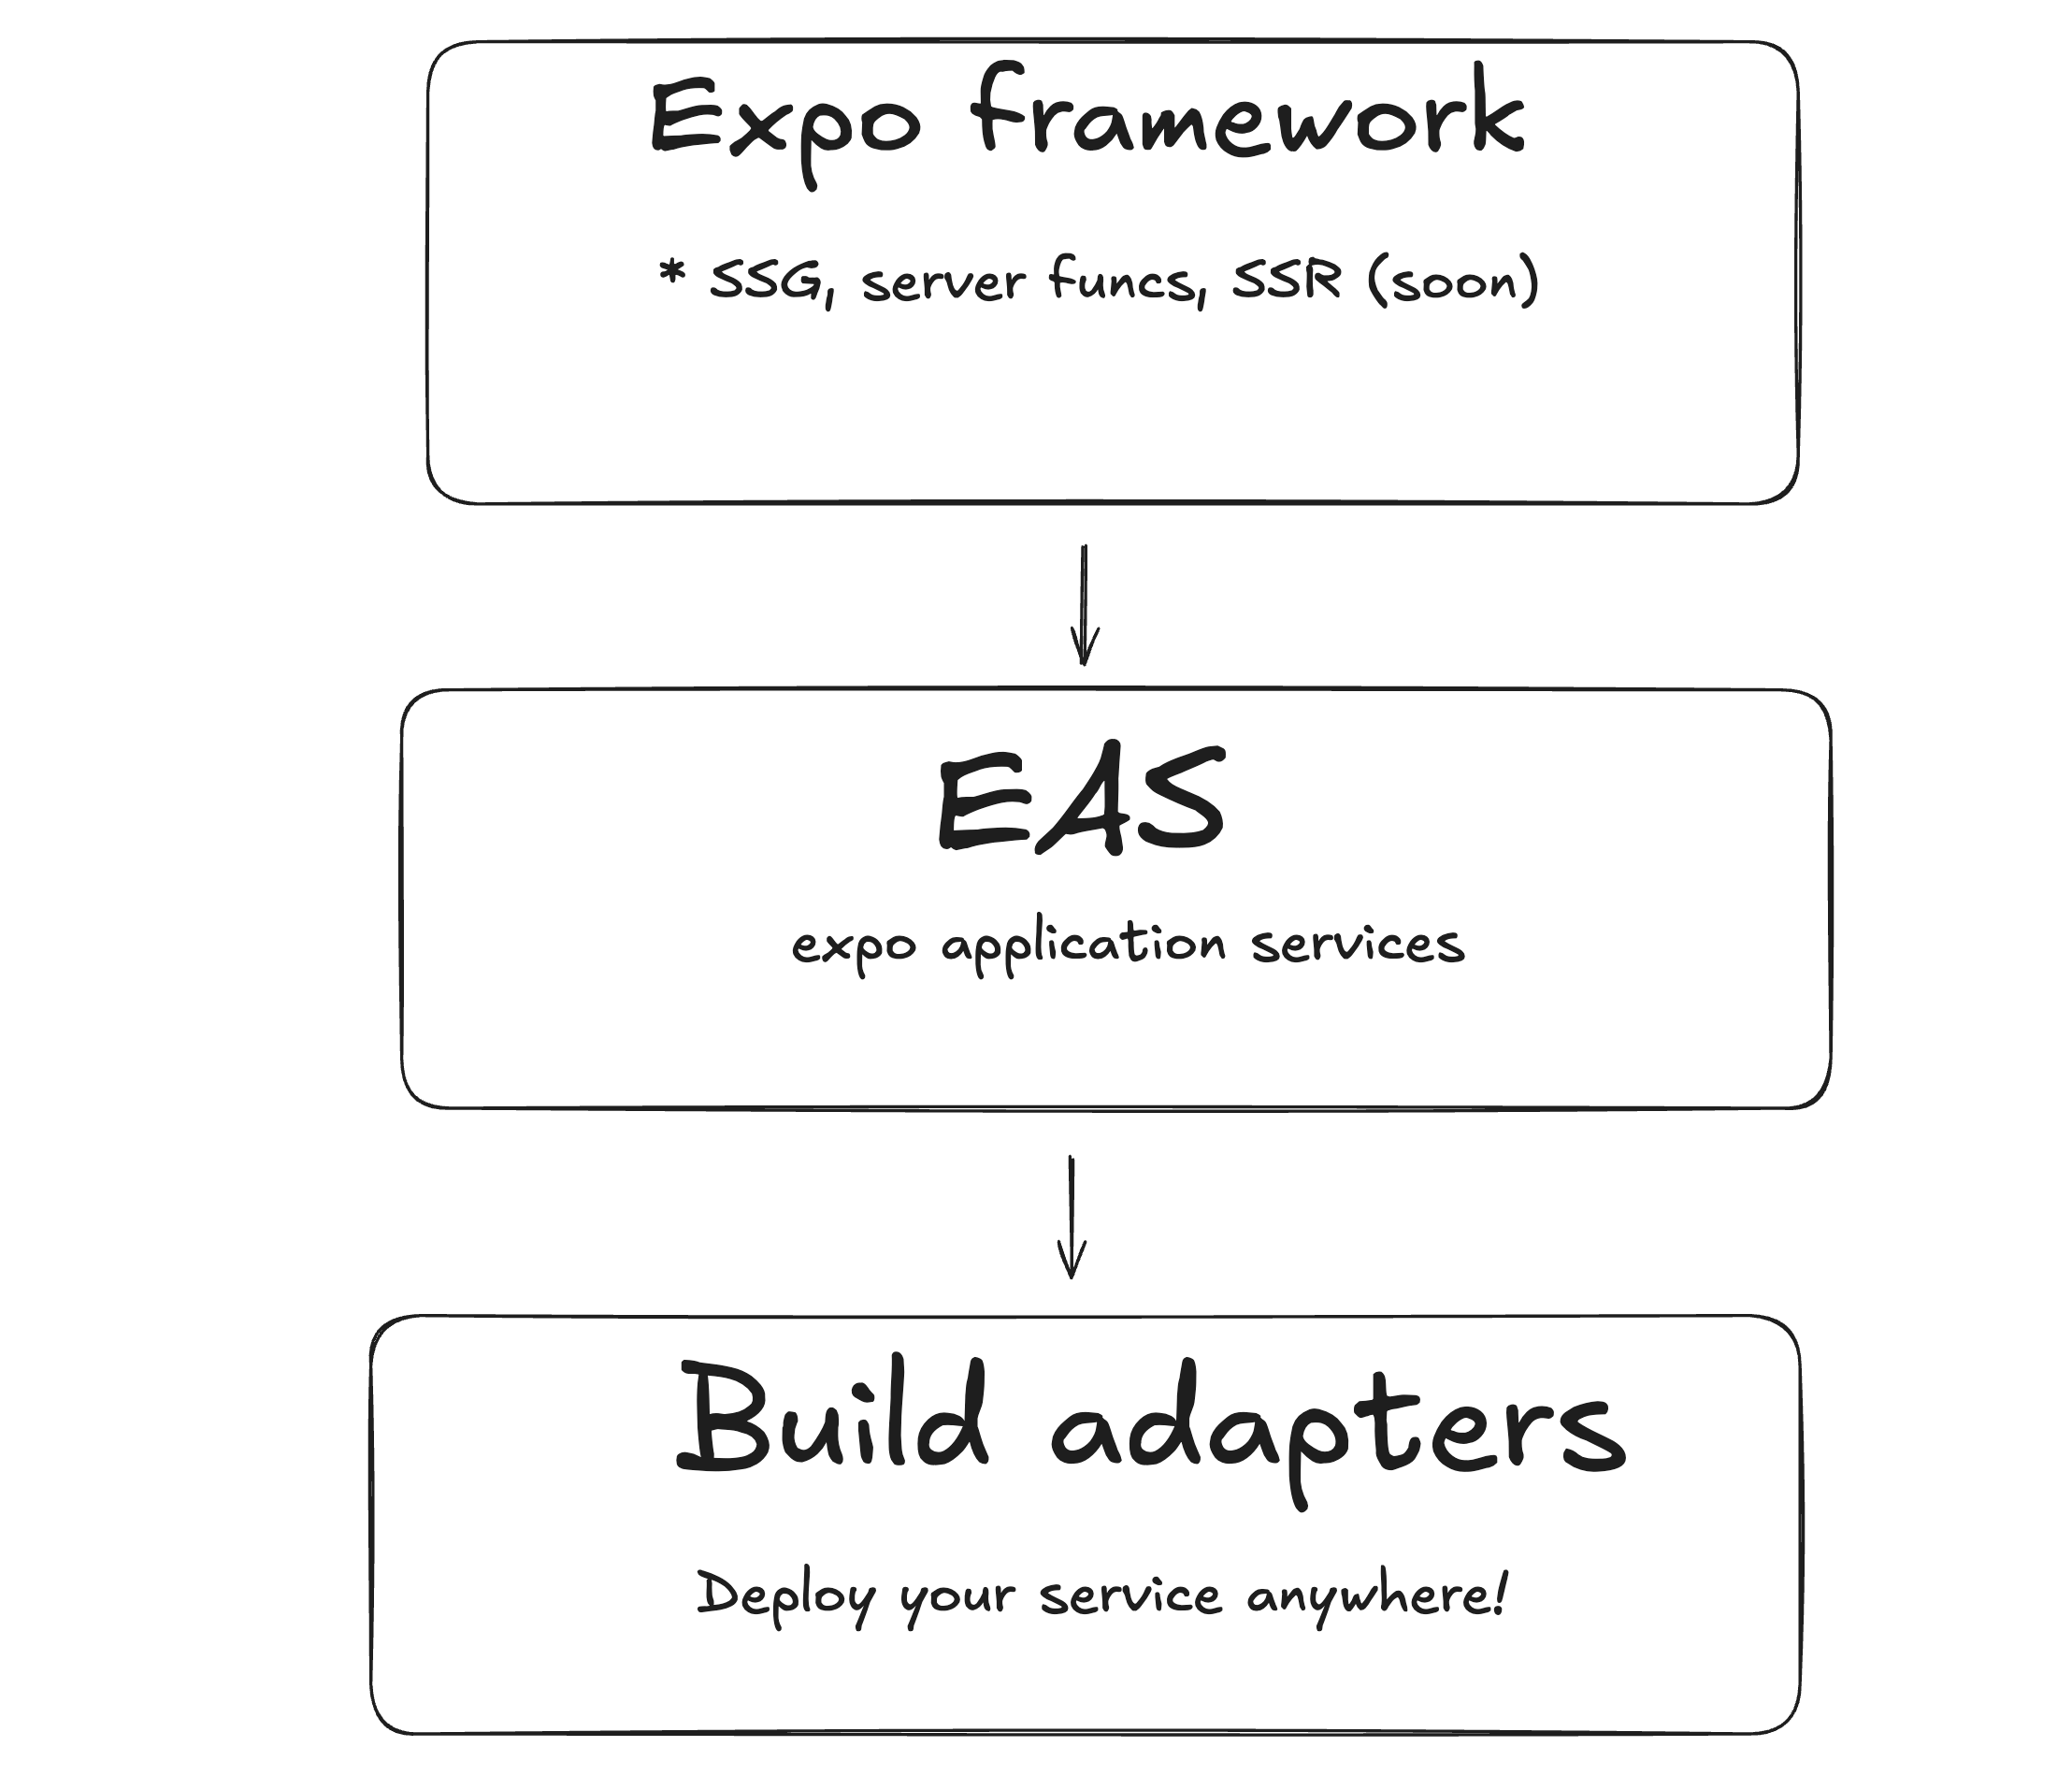 Expo framework
* SSG, server funcs, SSR (soon)
EAS
expo application services
Build adapters
Deploy your service anywhere!